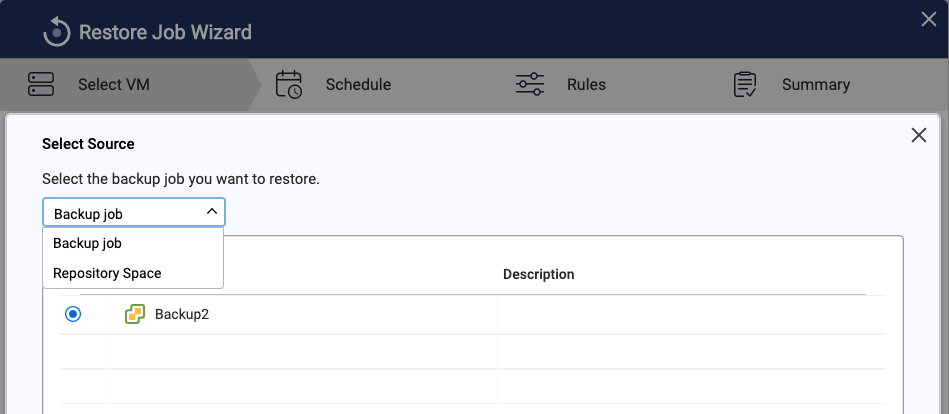 Restore Job Wizard
Select VM
Schedule
Rules
Summary
Select Source
Select the backup job you want to restore.
Backup job
Backup job
Repository Space
Description
Backup2